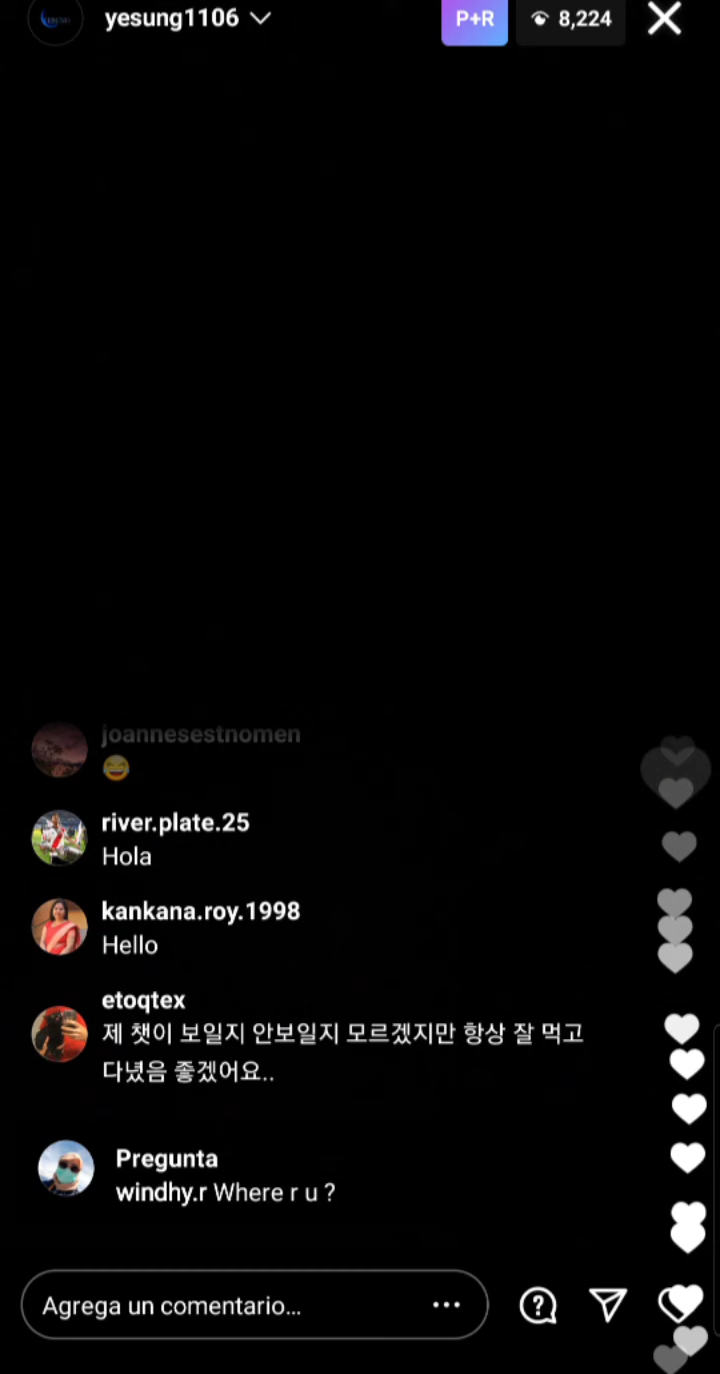 yesung1106
P+R
8,224
joannesestnomen
😄
river.plate.25
Hola
kankana.roy.1998
Hello
etoqtex
제 챗이 보일지 안보일지 모르겠지만 항상 잘 먹고
다녔음 좋겠어요..
Pregunta
windhy.r Where r u ?
Agrega un comentario...